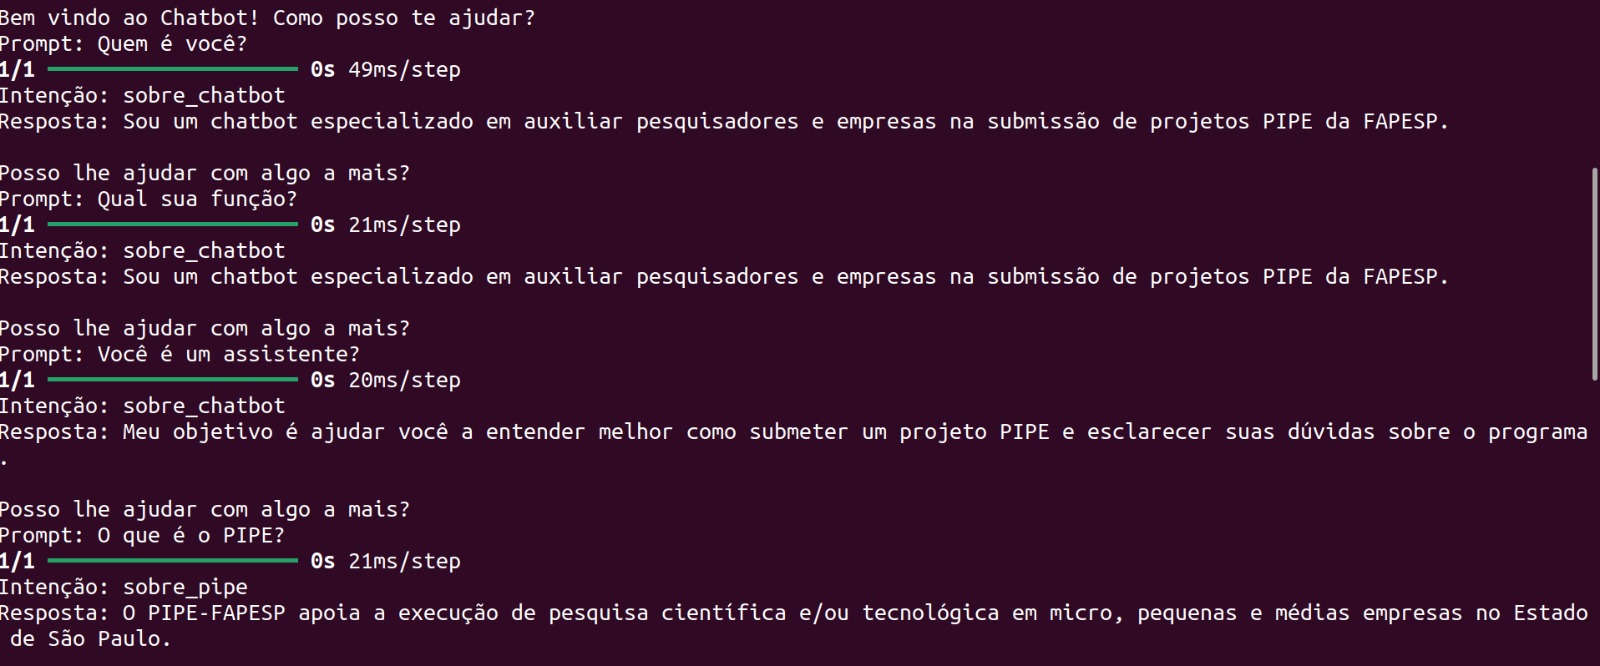 Bem vindo ao Chatbot! Como posso te ajudar?
Prompt: Quem é você?
1/1 ━━━━━━━━━━━━━━━━━━━━ 0s 49ms/step
Intenção: sobre_chatbot
Resposta: Sou um chatbot especializado em auxiliar pesquisadores e empresas na submissão de projetos PIPE da FAPESP.
Posso lhe ajudar com algo a mais?
Prompt: Qual sua função?
1/1 ━━━━━━━━━━━━━━━━━━━━ 0s 21ms/step
Intenção: sobre_chatbot
Resposta: Sou um chatbot especializado em auxiliar pesquisadores e empresas na submissão de projetos PIPE da FAPESP.
Posso lhe ajudar com algo a mais?
Prompt: Você é um assistente?
1/1 ━━━━━━━━━━━━━━━━━━━━ 0s 20ms/step
Intenção: sobre_chatbot
Resposta: Meu objetivo é ajudar você a entender melhor como submeter um projeto PIPE e esclarecer suas dúvidas sobre o programa
.
Posso lhe ajudar com algo a mais?
Prompt: O que é o PIPE?
1/1 ━━━━━━━━━━━━━━━━━━━━ 0s 21ms/step
Intenção: sobre_pipe
Resposta: O PIPE-FAPESP apoia a execução de pesquisa científica e/ou tecnológica em micro, pequenas e médias empresas no Estado
de São Paulo.